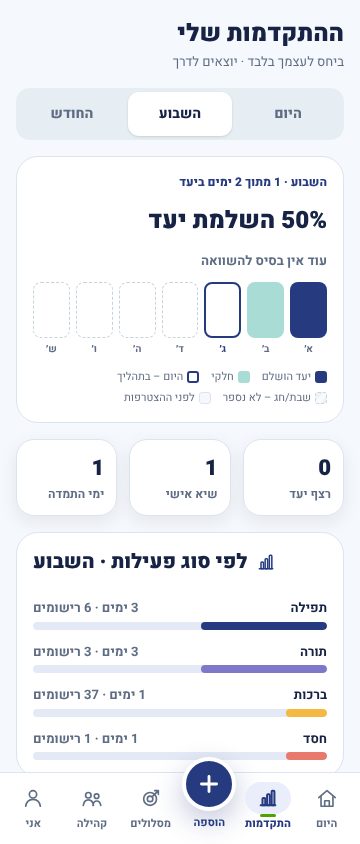 ההתקדמות שלי
ביחס לעצמך בלבד · יוצאים לדרך
היום
השבוע
החודש
השבוע · 1 מתוך 2 ימים ביעד
50% השלמת יעד
עוד אין בסיס להשוואה
א׳ ב׳ ג׳ ד׳ ה׳ ו׳ ש׳
יעד הושלם חלקי היום – בתהליך
שבת/חג – לא נספר לפני ההצטרפות
0
רצף יעד
1
שיא אישי
1
ימי התמדה
לפי סוג פעילות · השבוע
תפילה 3 ימים · 6 רישומים
תורה 3 ימים · 3 רישומים
ברכות 1 ימים · 37 רישומים
חסד 1 ימים · 1 רישומים
היום התקדמות הוספה מסלולים קהילה אני